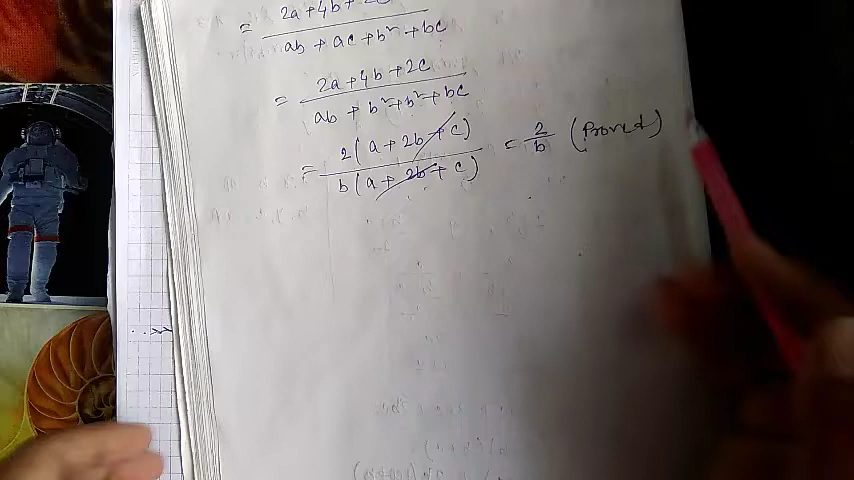 = 2a+4b+2c / ab + ac + b² + bc
= 2a+4b+2c / ab + b² + b² + bc
= 2(a + 2b + c) / b(a + 2b + c) = 2/b (Proved)